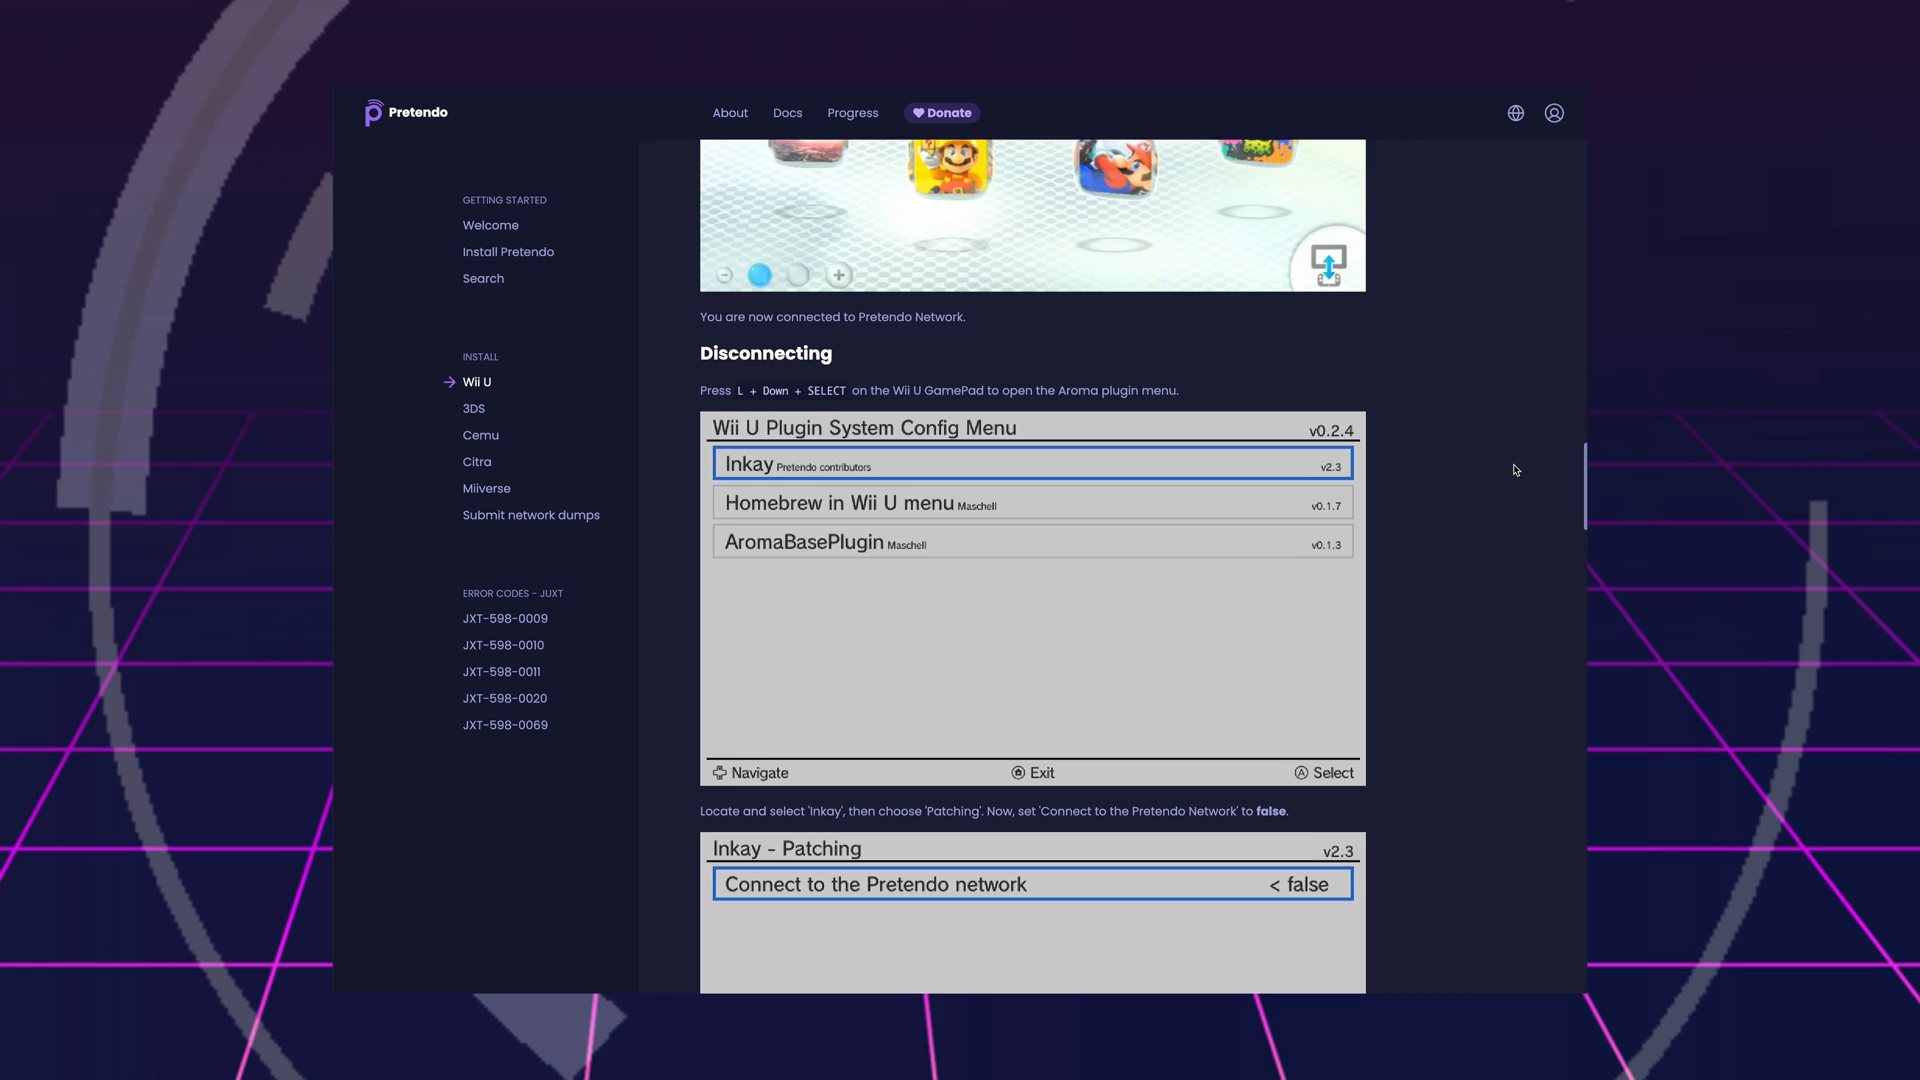 Pretendo
About
Docs
Progress
Donate
GETTING STARTED
Welcome
Install Pretendo
Search
INSTALL
Wii U
3DS
Cemu
Citra
Miiverse
Submit network dumps
ERROR CODES - JUXT
JXT-598-0009
JXT-598-0010
JXT-598-0011
JXT-598-0020
JXT-598-0069
You are now connected to Pretendo Network.
Disconnecting
Press L + Down + SELECT on the Wii U GamePad to open the Aroma plugin menu.
Wii U Plugin System Config Menu v0.2.4
Inkay Pretendo contributors v2.3
Homebrew in Wii U menu Maschell v0.1.7
AromaBasePlugin Maschell v0.1.3
Navigate Exit Select
Locate and select 'Inkay', then choose 'Patching'. Now, set 'Connect to the Pretendo Network' to false.
Inkay - Patching v2.3
Connect to the Pretendo network < false